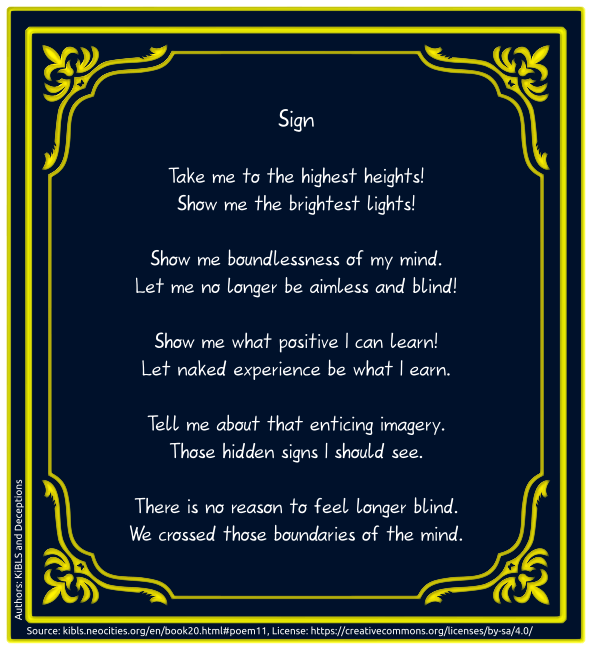 Sign
Take me to the highest heights!
Show me the brightest lights!
Show me boundlessness of my mind.
Let me no longer be aimless and blind!
Show me what positive I can learn!
Let naked experience be what I earn.
Tell me about that enticing imagery.
Those hidden signs I should see.
There is no reason to feel longer blind.
We crossed those boundaries of the mind.
Authors: KiBLS and Deceptions
Source: kibls.neocities.org/en/book20.html#poem11, License: https://creativecommons.org/licenses/by-sa/4.0/